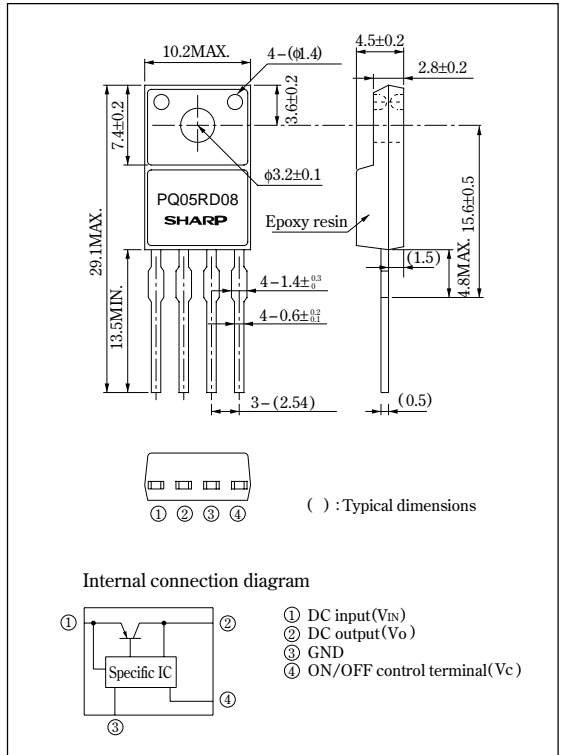 4.5±0.2
10.2MAX.
4–(ϕ1.4)
2.8±0.2
3.6±0.2
7.4±0.2
ϕ3.2±0.1
PQ05RD08
SHARP
Epoxy resin
29.1MAX.
15.6±0.5
4.8MAX.
(1.5)
13.5MIN.
4–1.4± 0.3 0
4–0.6± 0.2 0.1
(0.5)
3–(2.54)
① ② ③ ④
( ) : Typical dimensions
Internal connection diagram
① DC input(VIN)
② DC output(Vo)
③ GND
④ ON/OFF control terminal(Vc)
①
②
Specific IC
④
③